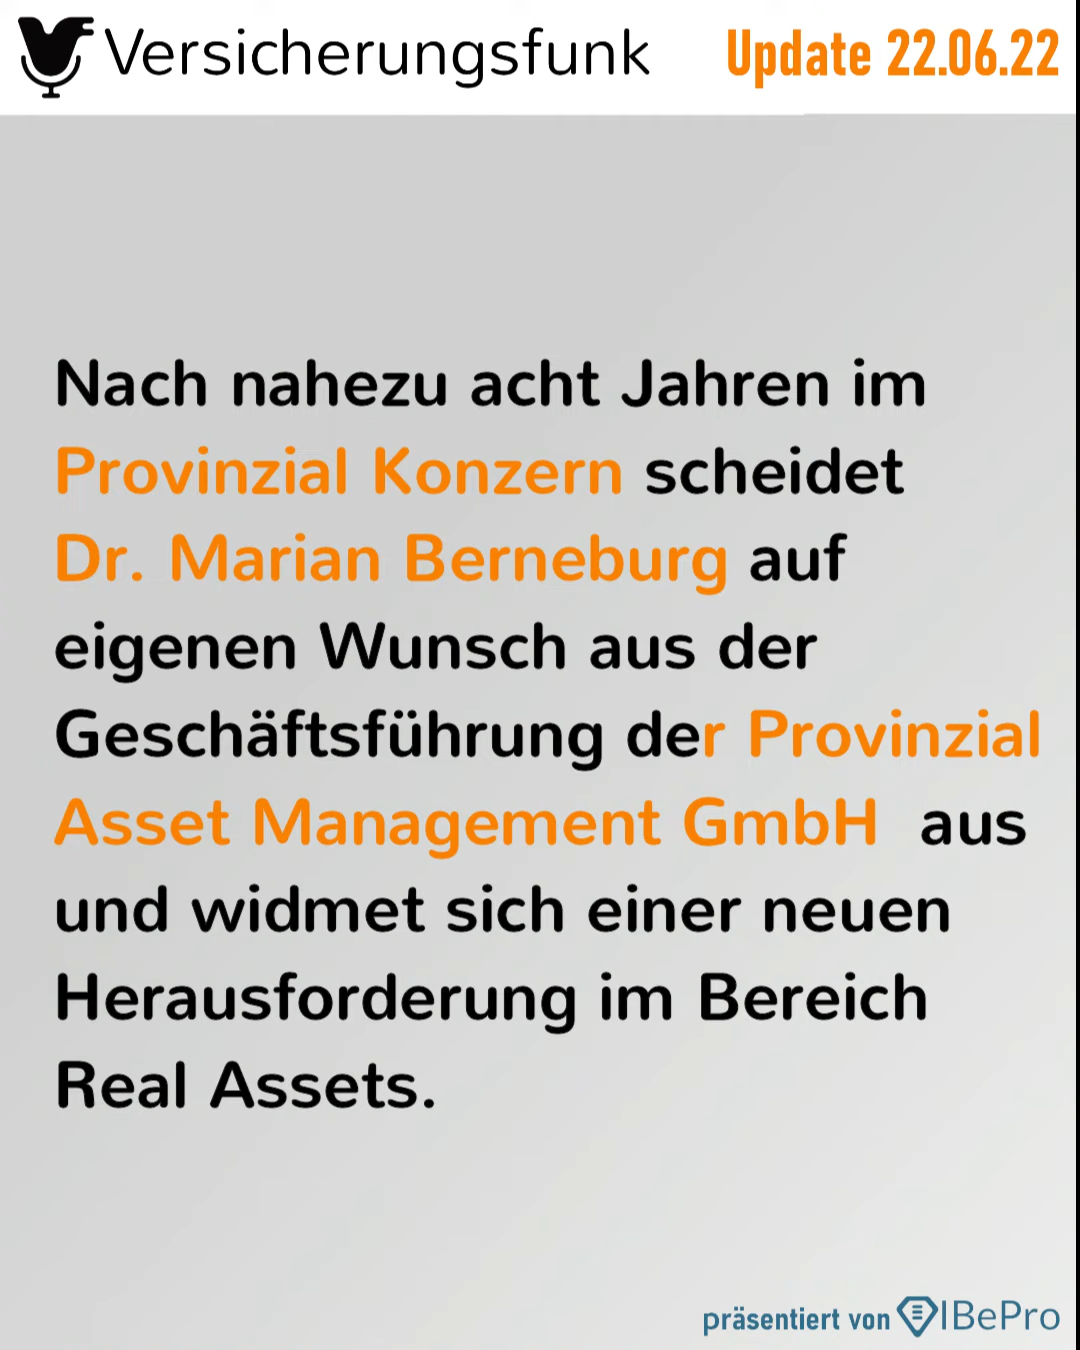 Versicherungsfunk Update 22.06.22
Nach nahezu acht Jahren im
Provinzial Konzern scheidet
Dr. Marian Berneburg auf
eigenen Wunsch aus der
Geschäftsführung der Provinzial
Asset Management GmbH aus
und widmet sich einer neuen
Herausforderung im Bereich
Real Assets.
präsentiert von IBePro